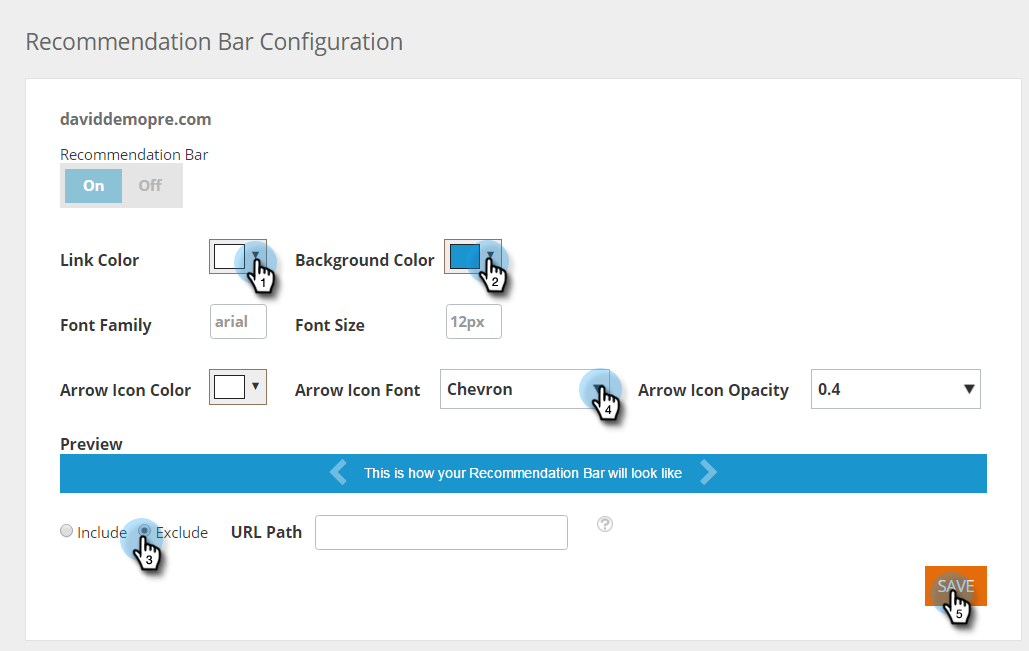 Recommendation Bar Configuration
daviddemopre.com
Recommendation Bar
On Off
Link Color 1 Background Color 2
Font Family arial Font Size 12px
Arrow Icon Color Arrow Icon Font Chevron 4 Arrow Icon Opacity 0.4
Preview
This is how your Recommendation Bar will look like
Include Exclude URL Path ?
3
SAVE
5